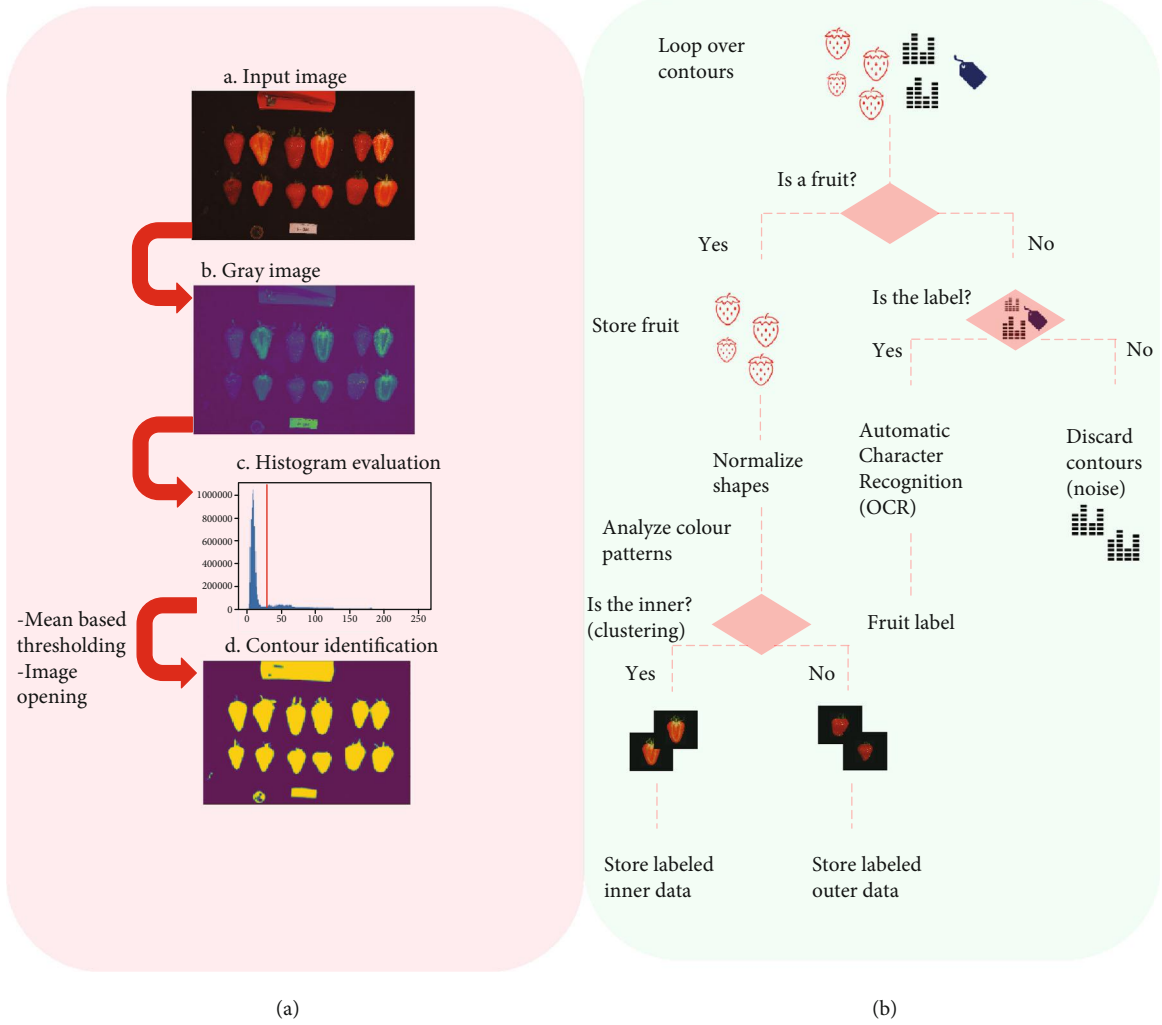 a. Input image
b. Gray image
c. Histogram evaluation
1000000
800000
600000
400000
200000
0
0
50
100
150
200
250
-Mean based
thresholding
-Image
opening
d. Contour identification
(a)
Loop over
contours
Is a fruit?
Yes
No
Store fruit
Is the label?
Yes
No
Normalize
shapes
Automatic
Character
Recognition
(OCR)
Discard
contours
(noise)
Analyze colour
patterns
Is the inner?
(clustering)
Fruit label
Yes
No
Store labeled
inner data
Store labeled
outer data
(b)